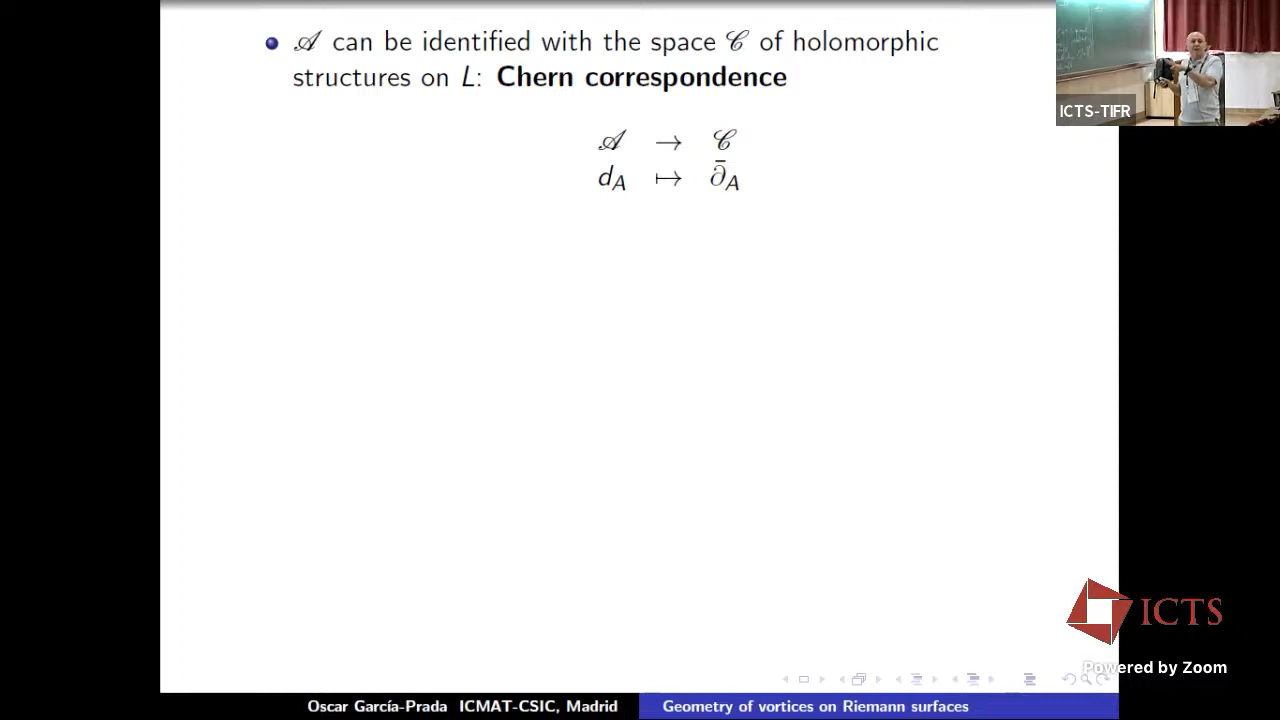 𝒜 can be identified with the space 𝒞 of holomorphic
structures on L: Chern correspondence
𝒜 → 𝒞
d_A ↦ ∂̄_A
ICTS-TIFR
ICTS
Powered by Zoom
Oscar García-Prada ICMAT-CSIC, Madrid Geometry of vortices on Riemann surfaces